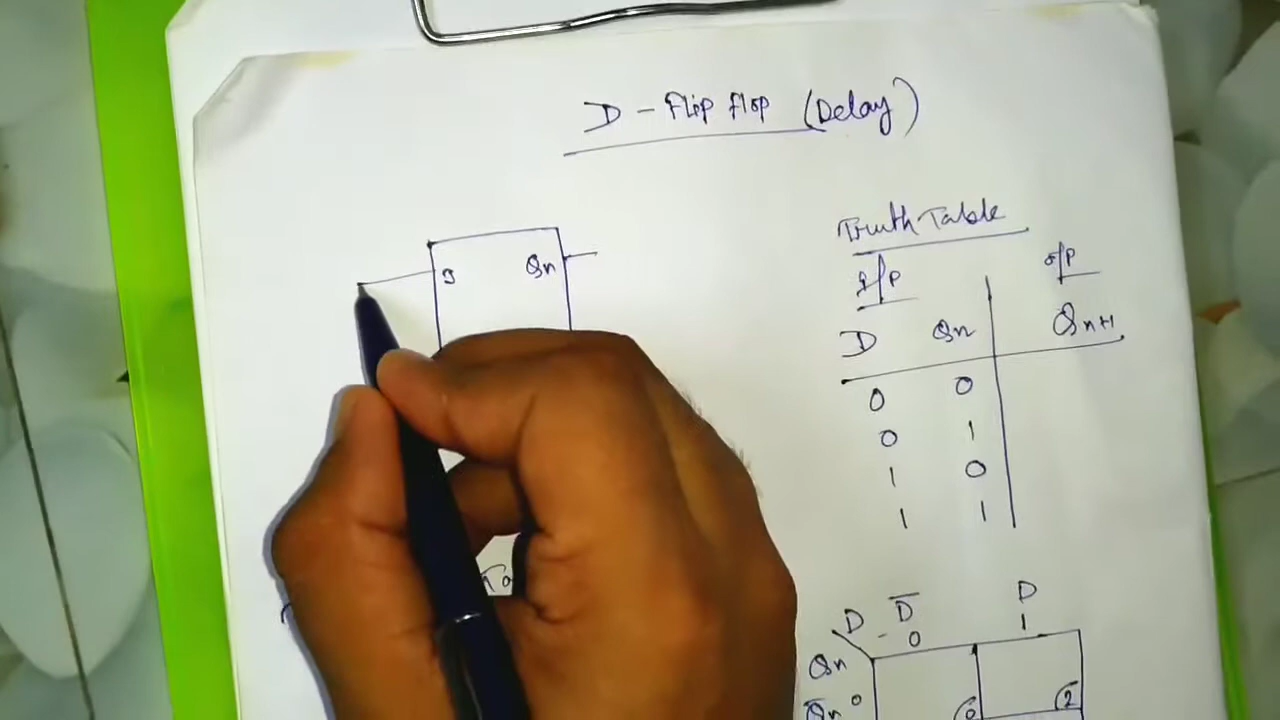 D - Flip flop (Delay)
Truth Table
I/P O/P
D Qn Qn+1
0 0
0 1
1 0
1 1
S Qn
D D̅ D
0 1
Qn
Q̅n 0
0 2